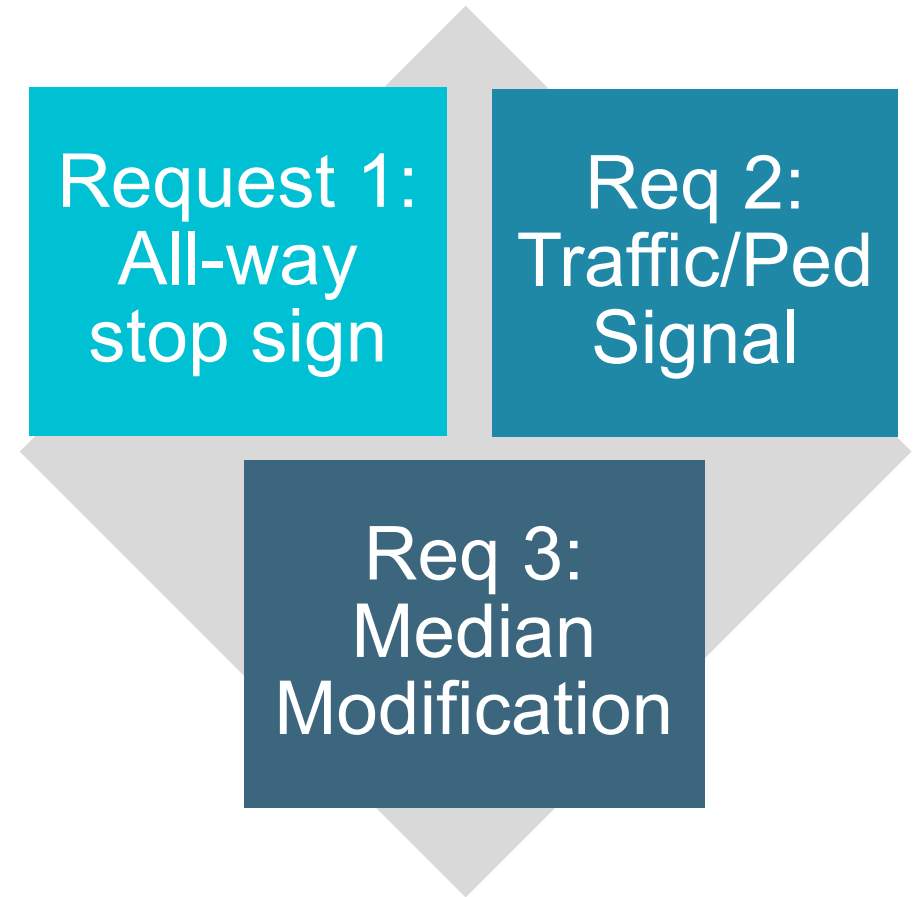 Request 1:
All-way
stop sign
Req 2:
Traffic/Ped
Signal
Req 3:
Median
Modification